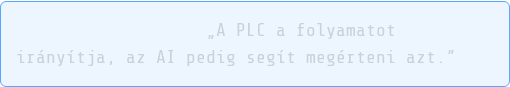 „A PLC a folyamatot
irányítja, az AI pedig segít megérteni azt.”